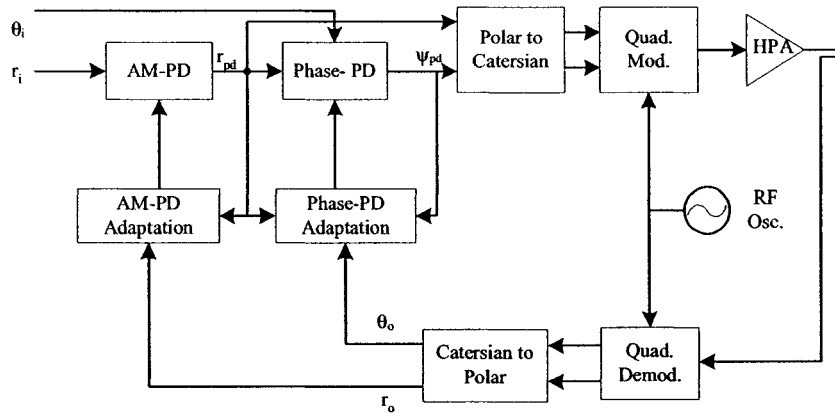 θi
ri
AM-PD
rpd
Phase- PD
ψpd
Polar to
Catersian
Quad.
Mod.
HPA
AM-PD
Adaptation
Phase-PD
Adaptation
RF
Osc.
θo
ro
Catersian to
Polar
Quad.
Demod.